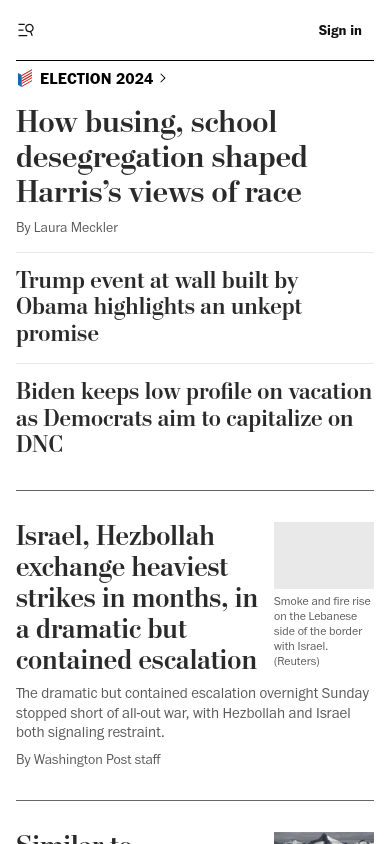 Sign in
ELECTION 2024
How busing, school
desegregation shaped
Harris's views of race
By Laura Meckler
Trump event at wall built by
Obama highlights an unkept
promise
Biden keeps low profile on vacation
as Democrats aim to capitalize on
DNC
Israel, Hezbollah
exchange heaviest
strikes in months, in
a dramatic but
contained escalation
Smoke and fire rise
on the Lebanese
side of the border
with Israel.
(Reuters)
The dramatic but contained escalation overnight Sunday
stopped short of all-out war, with Hezbollah and Israel
both signaling restraint.
By Washington Post staff
Similar to